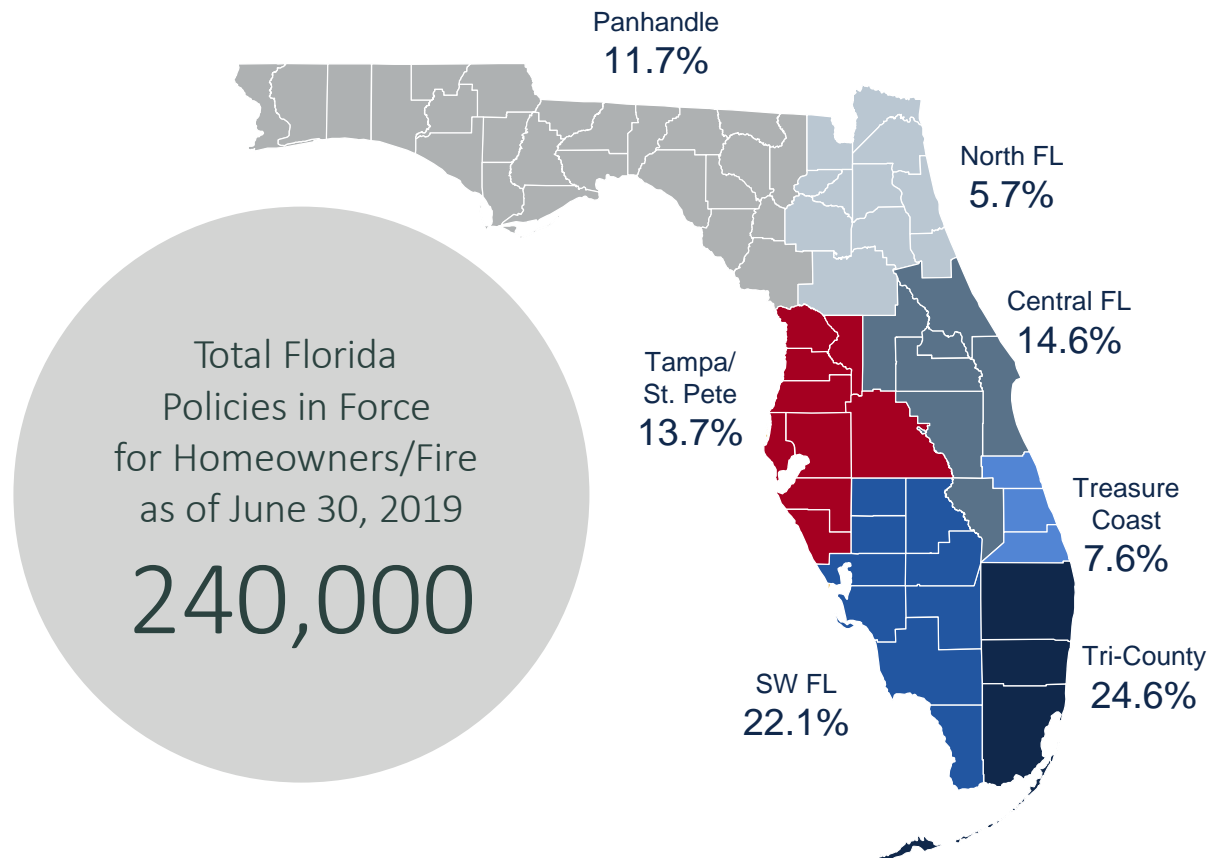 Panhandle
11.7%
North FL
5.7%
Central FL
14.6%
Tampa/
St. Pete
13.7%
Treasure
Coast
7.6%
Tri-County
24.6%
SW FL
22.1%
Total Florida
Policies in Force
for Homeowners/Fire
as of June 30, 2019
240,000